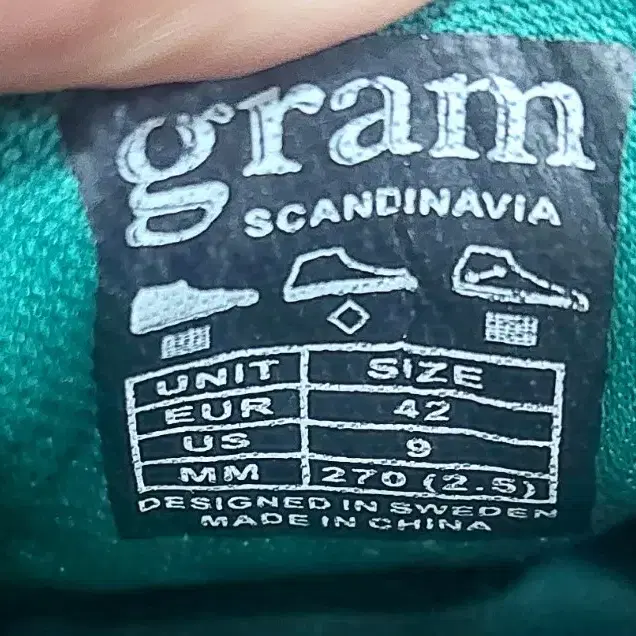 gram
SCANDINAVIA
UNIT SIZE
EUR 42
US 9
MM 270 (2.5)
DESIGNED IN SWEDEN
MADE IN CHINA